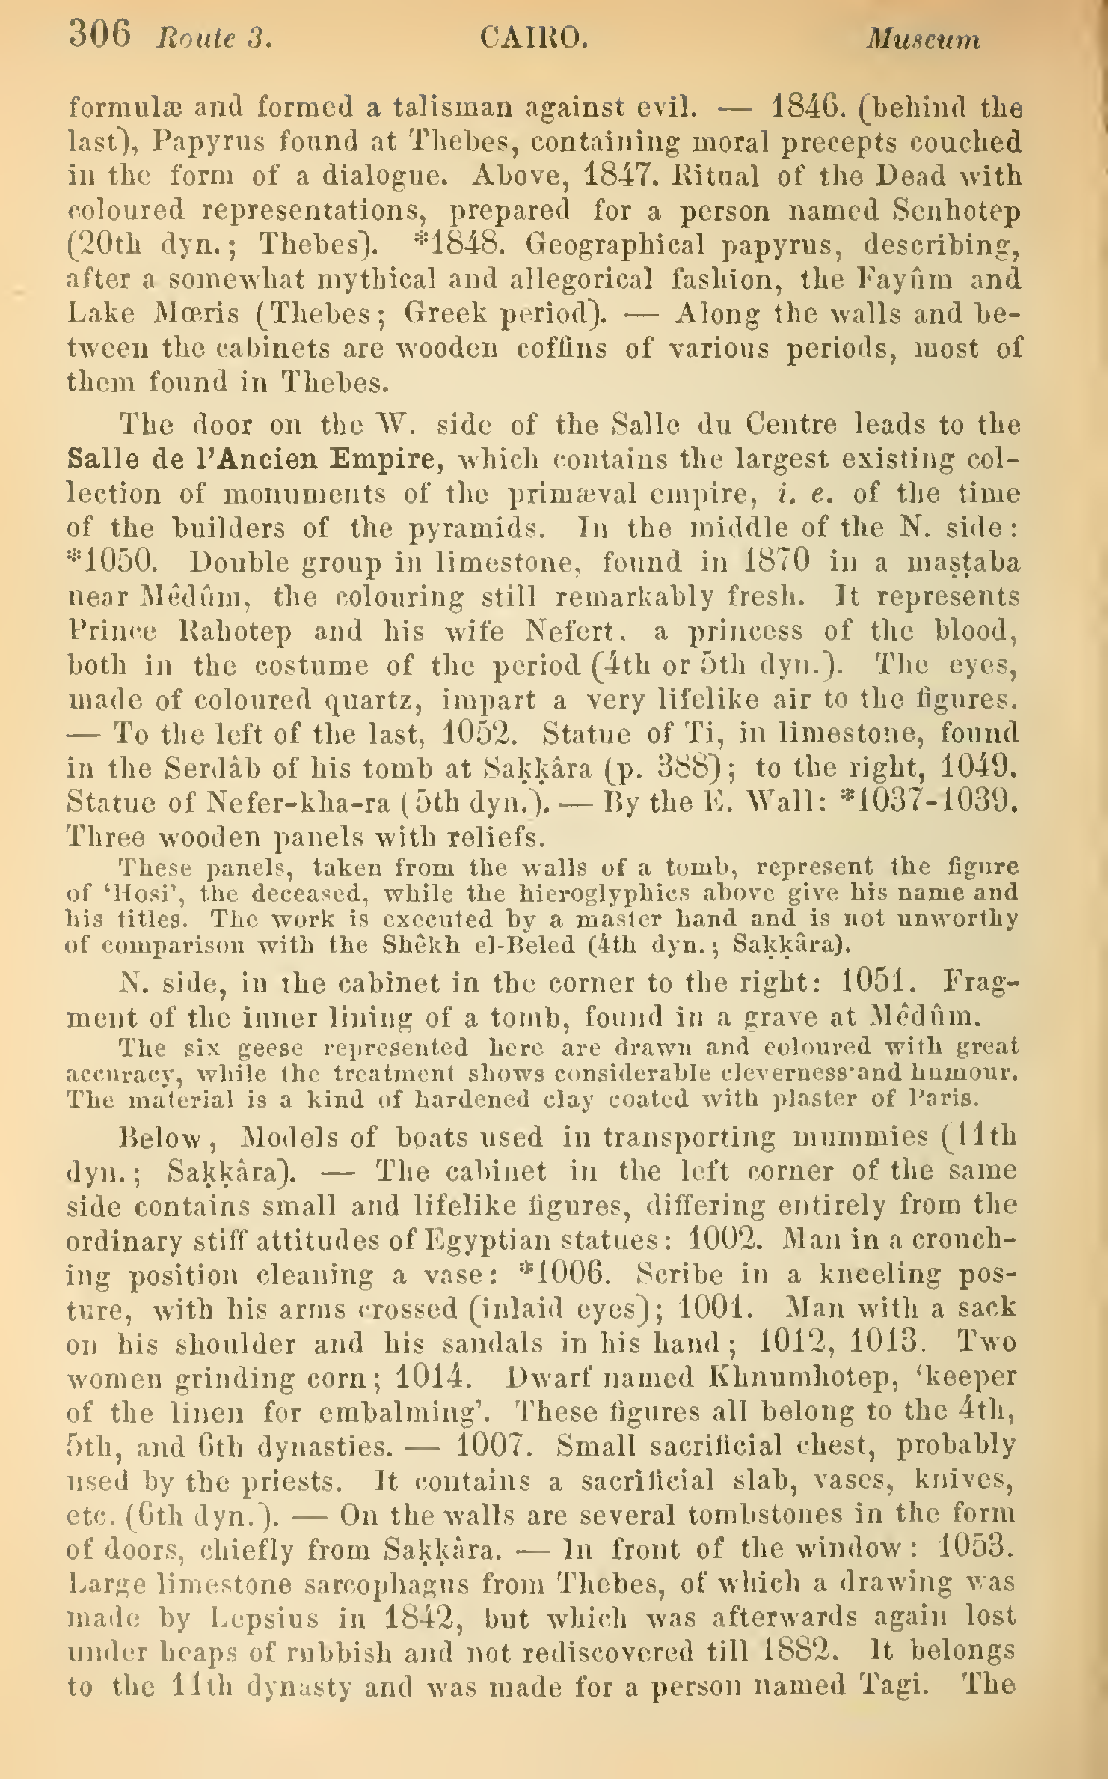 306 Route 3. CAIRO. Museum
formulæ and formed a talisman against evil. — 1846. (behind the
last), Papyrus found at Thebes, containing moral precepts couched
in the form of a dialogue. Above, 1847. Ritual of the Dead with
coloured representations, prepared for a person named Senhotep
(20th dyn.; Thebes). *1848. Geographical papyrus, describing,
after a somewhat mythical and allegorical fashion, the Fayûm and
Lake Mœris (Thebes; Greek period). — Along the walls and be-
tween the cabinets are wooden coffins of various periods, most of
them found in Thebes.
The door on the W. side of the Salle du Centre leads to the
Salle de l'Ancien Empire, which contains the largest existing col-
lection of monuments of the primæval empire, i. e. of the time
of the builders of the pyramids. In the middle of the N. side:
*1050. Double group in limestone, found in 1870 in a maṣṭaba
near Mêdûm, the colouring still remarkably fresh. It represents
Prince Rahotep and his wife Nefert, a princess of the blood,
both in the costume of the period (4th or 5th dyn.). The eyes,
made of coloured quartz, impart a very lifelike air to the figures.
— To the left of the last, 1052. Statue of Ti, in limestone, found
in the Serdâb of his tomb at Saḳḳâra (p. 388); to the right, 1049.
Statue of Nefer-kha-ra (5th dyn.). — By the E. Wall: *1037-1039.
Three wooden panels with reliefs.
These panels, taken from the walls of a tomb, represent the figure
of 'Hosi', the deceased, while the hieroglyphics above give his name and
his titles. The work is executed by a master hand and is not unworthy
of comparison with the Shêkh el-Beled (4th dyn.; Saḳḳâra).
N. side, in the cabinet in the corner to the right: 1051. Frag-
ment of the inner lining of a tomb, found in a grave at Mêdûm.
The six geese represented here are drawn and coloured with great
accuracy, while the treatment shows considerable cleverness and humour.
The material is a kind of hardened clay coated with plaster of Paris.
Below, Models of boats used in transporting mummies (11th
dyn.; Saḳḳâra). — The cabinet in the left corner of the same
side contains small and lifelike figures, differing entirely from the
ordinary stiff attitudes of Egyptian statues: 1002. Man in a crouch-
ing position cleaning a vase: *1006. Scribe in a kneeling pos-
ture, with his arms crossed (inlaid eyes); 1001. Man with a sack
on his shoulder and his sandals in his hand; 1012, 1013. Two
women grinding corn; 1014. Dwarf named Khnumhotep, 'keeper
of the linen for embalming'. These figures all belong to the 4th,
5th, and 6th dynasties. — 1007. Small sacrificial chest, probably
used by the priests. It contains a sacrificial slab, vases, knives,
etc. (6th dyn.). — On the walls are several tombstones in the form
of doors, chiefly from Saḳḳâra. — In front of the window: 1053.
Large limestone sarcophagus from Thebes, of which a drawing was
made by Lepsius in 1842, but which was afterwards again lost
under heaps of rubbish and not rediscovered till 1882. It belongs
to the 11th dynasty and was made for a person named Tagi. The